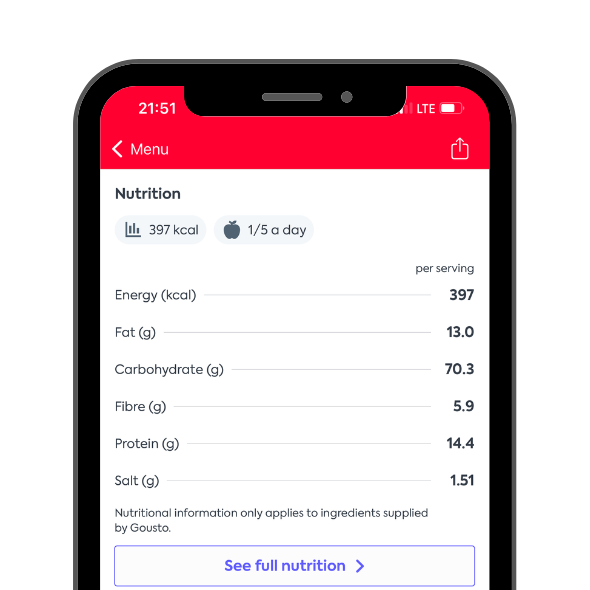 21:51 LTE
Menu
Nutrition
397 kcal 1/5 a day
per serving
Energy (kcal) 397
Fat (g) 13.0
Carbohydrate (g) 70.3
Fibre (g) 5.9
Protein (g) 14.4
Salt (g) 1.51
Nutritional information only applies to ingredients supplied
by Gousto.
See full nutrition